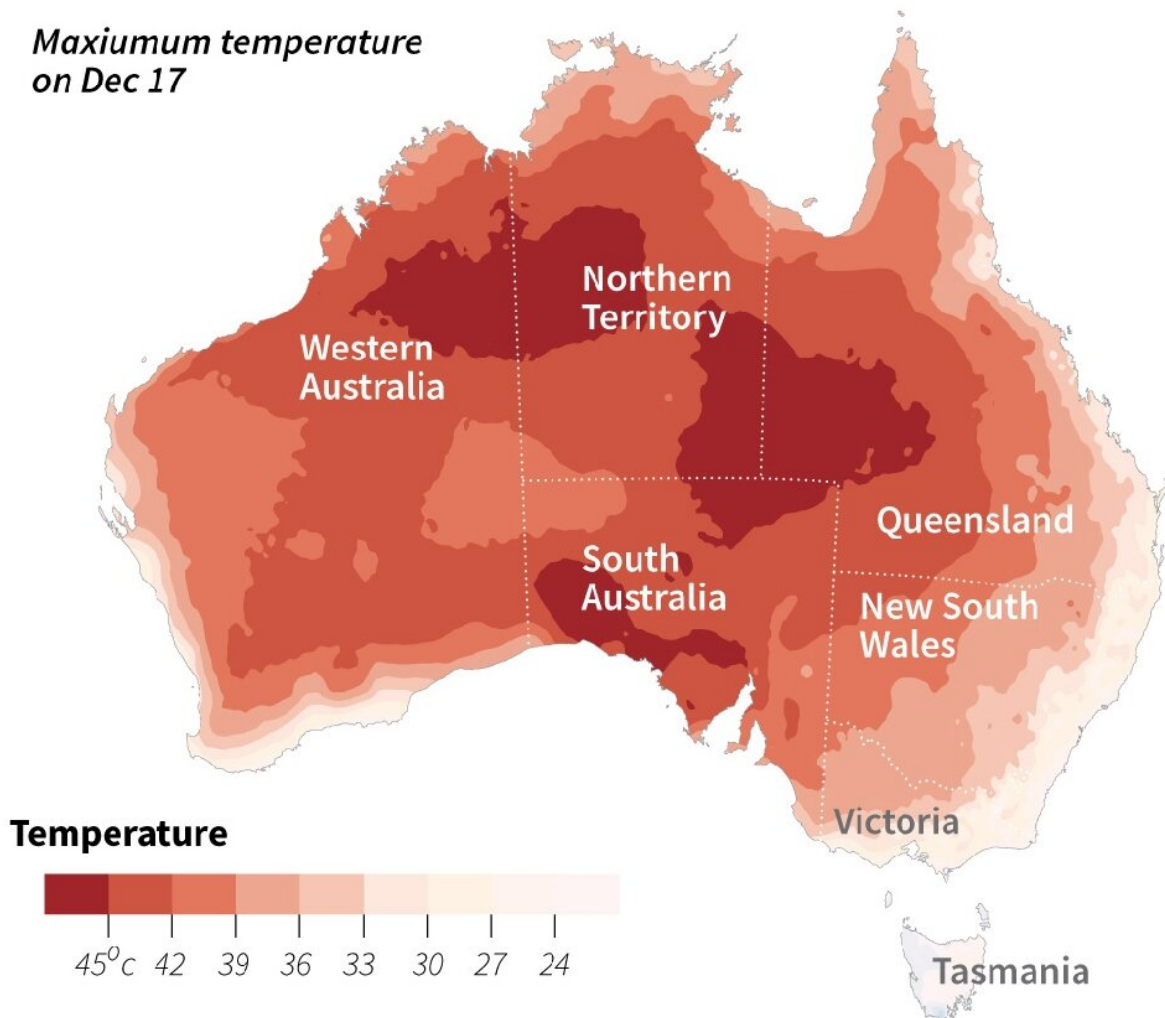 Maxiumum temperature
on Dec 17
Northern
Territory
Western
Australia
Queensland
South
Australia
New South
Wales
Victoria
Tasmania
Temperature
45°c 42 39 36 33 30 27 24